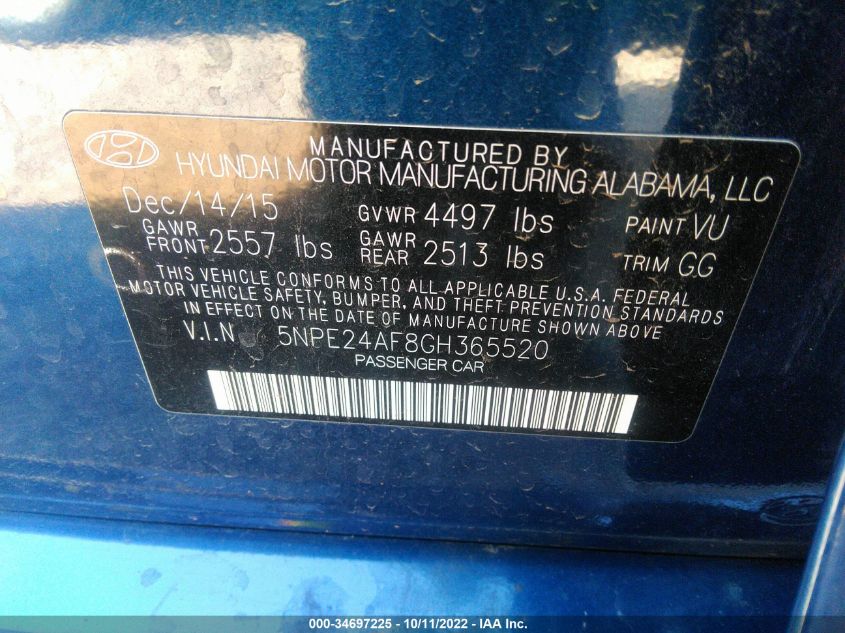 MANUFACTURED BY
HYUNDAI MOTOR MANUFACTURING ALABAMA, LLC
Dec/14/15 GVWR 4497 lbs PAINT VU
GAWR FRONT 2557 lbs GAWR REAR 2513 lbs TRIM GG
THIS VEHICLE CONFORMS TO ALL APPLICABLE U.S.A. FEDERAL
MOTOR VEHICLE SAFETY, BUMPER, AND THEFT PREVENTION STANDARDS
IN EFFECT ON THE DATE OF MANUFACTURE SHOWN ABOVE.
V.I.N. 5NPE24AF8GH365520
PASSENGER CAR
000-34697225 - 10/11/2022 - IAA Inc.